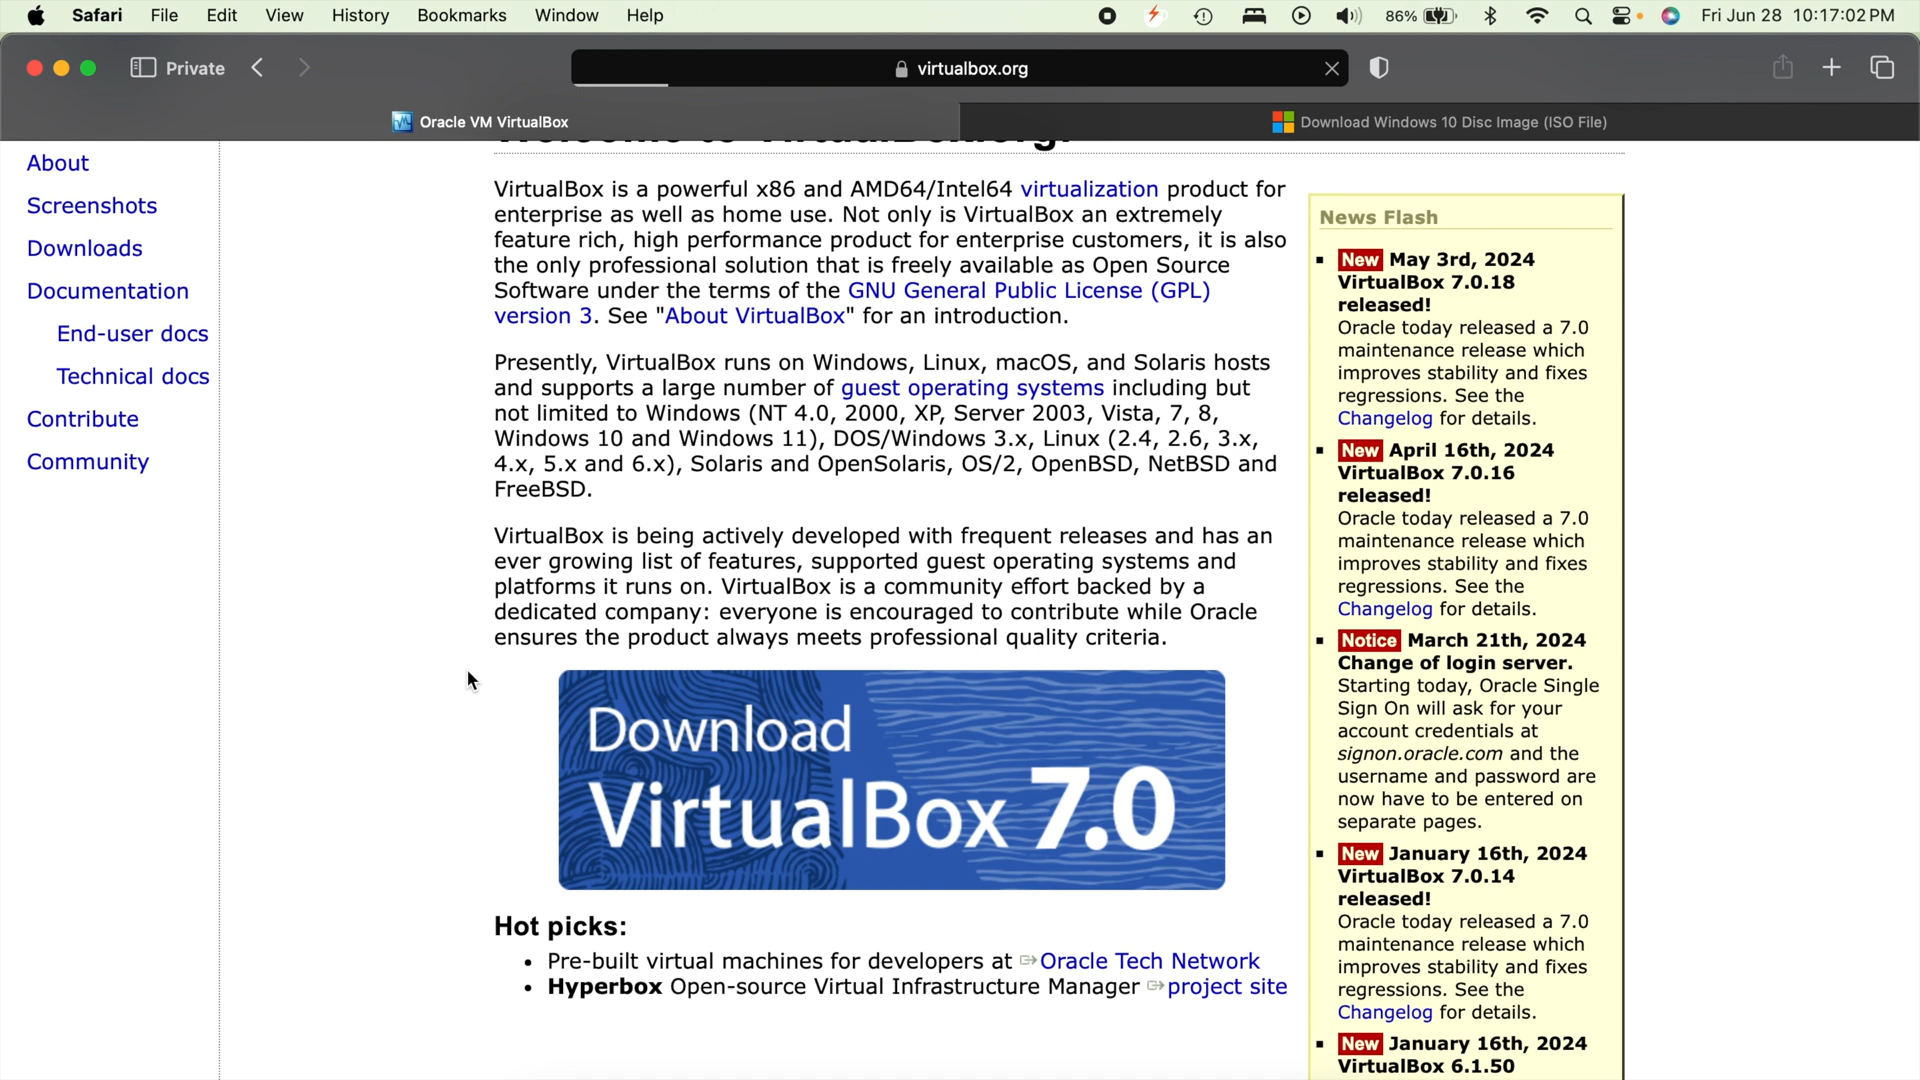 Safari File Edit View History Bookmarks Window Help 86% Fri Jun 28 10:17:02 PM
Private virtualbox.org
Oracle VM VirtualBox Download Windows 10 Disc Image (ISO File)
About
Screenshots
Downloads
Documentation
End-user docs
Technical docs
Contribute
Community
Welcome to VirtualBox.org!
VirtualBox is a powerful x86 and AMD64/Intel64 virtualization product for
enterprise as well as home use. Not only is VirtualBox an extremely
feature rich, high performance product for enterprise customers, it is also
the only professional solution that is freely available as Open Source
Software under the terms of the GNU General Public License (GPL)
version 3. See "About VirtualBox" for an introduction.
Presently, VirtualBox runs on Windows, Linux, macOS, and Solaris hosts
and supports a large number of guest operating systems including but
not limited to Windows (NT 4.0, 2000, XP, Server 2003, Vista, 7, 8,
Windows 10 and Windows 11), DOS/Windows 3.x, Linux (2.4, 2.6, 3.x,
4.x, 5.x and 6.x), Solaris and OpenSolaris, OS/2, OpenBSD, NetBSD and
FreeBSD.
VirtualBox is being actively developed with frequent releases and has an
ever growing list of features, supported guest operating systems and
platforms it runs on. VirtualBox is a community effort backed by a
dedicated company: everyone is encouraged to contribute while Oracle
ensures the product always meets professional quality criteria.
Download
VirtualBox 7.0
Hot picks:
• Pre-built virtual machines for developers at Oracle Tech Network
• Hyperbox Open-source Virtual Infrastructure Manager project site
News Flash
▪ New May 3rd, 2024
VirtualBox 7.0.18
released!
Oracle today released a 7.0
maintenance release which
improves stability and fixes
regressions. See the
Changelog for details.
▪ New April 16th, 2024
VirtualBox 7.0.16
released!
Oracle today released a 7.0
maintenance release which
improves stability and fixes
regressions. See the
Changelog for details.
▪ Notice March 21th, 2024
Change of login server.
Starting today, Oracle Single
Sign On will ask for your
account credentials at
signon.oracle.com and the
username and password are
now have to be entered on
separate pages.
▪ New January 16th, 2024
VirtualBox 7.0.14
released!
Oracle today released a 7.0
maintenance release which
improves stability and fixes
regressions. See the
Changelog for details.
▪ New January 16th, 2024
VirtualBox 6.1.50